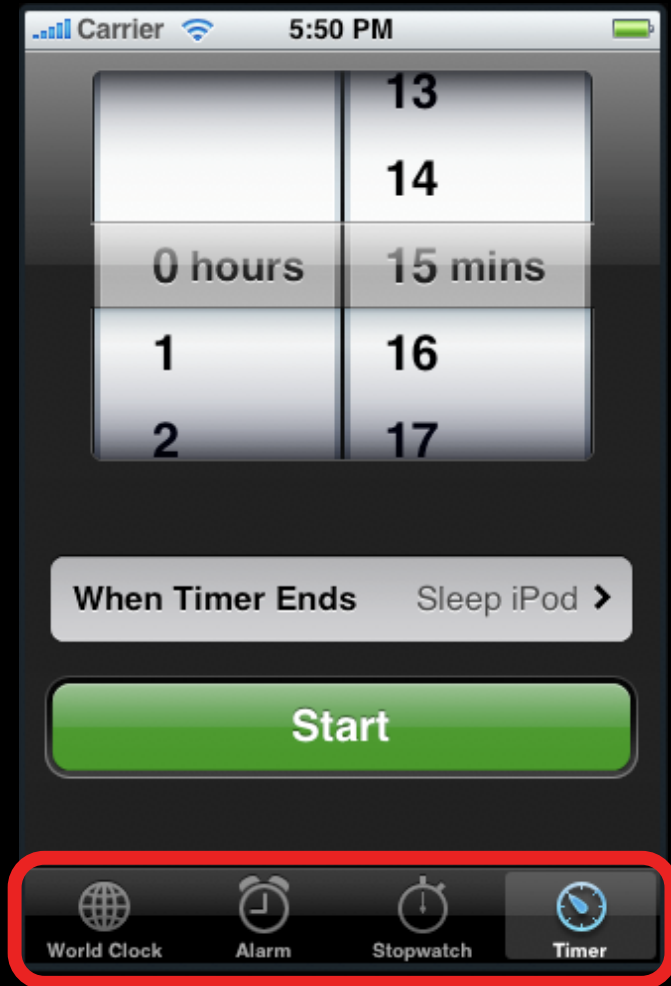 Carrier 5:50 PM
13
14
0 hours 15 mins
1 16
2 17
When Timer Ends Sleep iPod
Start
World Clock Alarm Stopwatch Timer